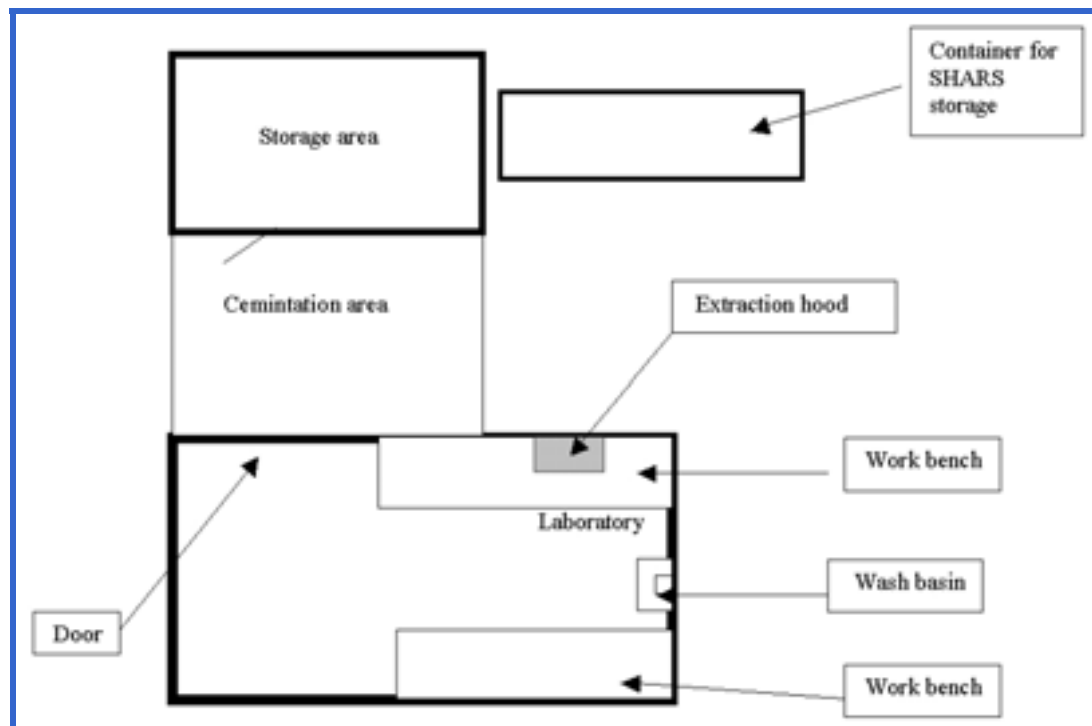 Container for
SHARS
storage
Storage area
Cemintation area
Extraction hood
Work bench
Laboratory
Wash basin
Door
Work bench